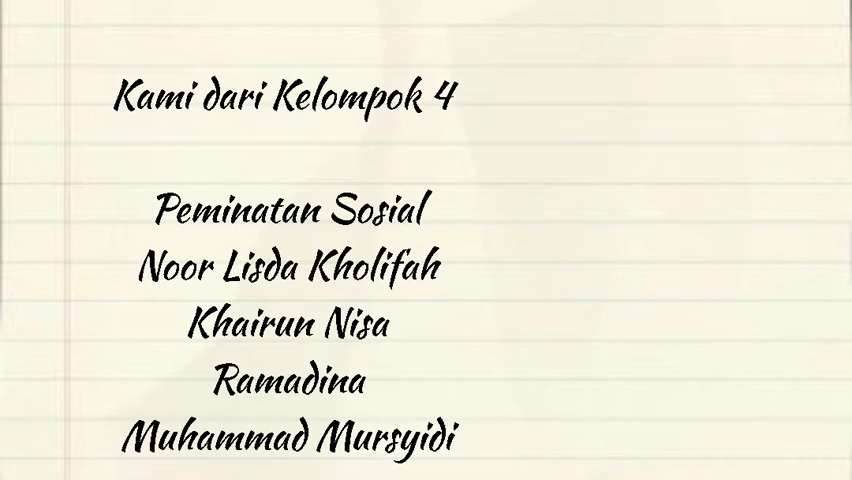 Kami dari Kelompok 4
Peminatan Sosial
Noor Lisda Kholifah
Khairun Nisa
Ramadina
Muhammad Mursyidi